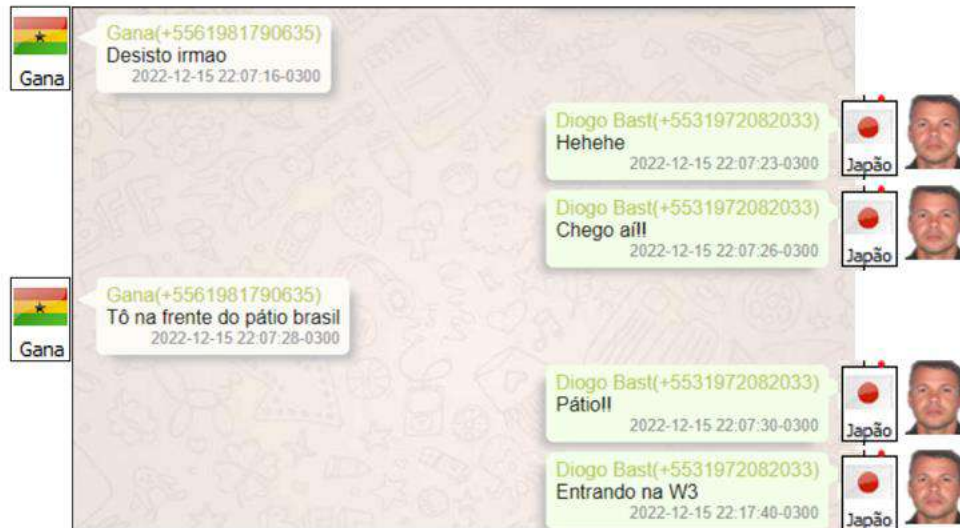 Gana
Gana(+5561981790635)
Desisto irmao
2022-12-15 22:07:16-0300
Diogo Bast(+5531972082033)
Hehehe
2022-12-15 22:07:23-0300
Japão
Diogo Bast(+5531972082033)
Chego aí!!
2022-12-15 22:07:26-0300
Japão
Gana
Gana(+5561981790635)
Tô na frente do pátio brasil
2022-12-15 22:07:28-0300
Diogo Bast(+5531972082033)
Pátio!!
2022-12-15 22:07:30-0300
Japão
Diogo Bast(+5531972082033)
Entrando na W3
2022-12-15 22:17:40-0300
Japão